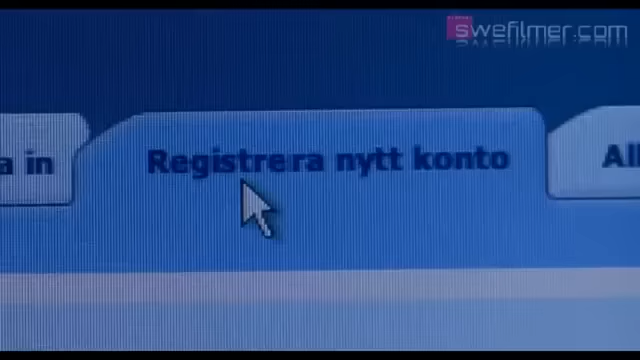 swefilmer.com
a in
Registrera nytt konto
All